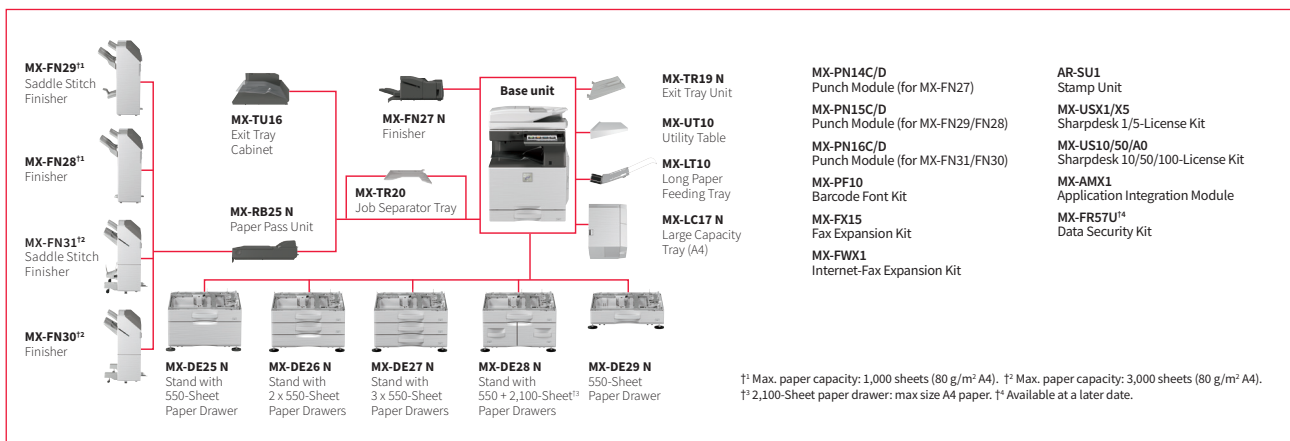 MX-FN29†1
Saddle Stitch
Finisher
MX-FN28†1
Finisher
MX-FN31†2
Saddle Stitch
Finisher
MX-FN30†2
Finisher
MX-TU16
Exit Tray
Cabinet
MX-RB25 N
Paper Pass Unit
MX-FN27 N
Finisher
MX-TR20
Job Separator Tray
Base unit
MX-TR19 N
Exit Tray Unit
MX-UT10
Utility Table
MX-LT10
Long Paper
Feeding Tray
MX-LC17 N
Large Capacity
Tray (A4)
MX-DE25 N
Stand with
550-Sheet
Paper Drawer
MX-DE26 N
Stand with
2 x 550-Sheet
Paper Drawers
MX-DE27 N
Stand with
3 x 550-Sheet
Paper Drawers
MX-DE28 N
Stand with
550 + 2,100-Sheet†3
Paper Drawers
MX-DE29 N
550-Sheet
Paper Drawer
MX-PN14C/D
Punch Module (for MX-FN27)
MX-PN15C/D
Punch Module (for MX-FN29/FN28)
MX-PN16C/D
Punch Module (for MX-FN31/FN30)
MX-PF10
Barcode Font Kit
MX-FX15
Fax Expansion Kit
MX-FWX1
Internet-Fax Expansion Kit
AR-SU1
Stamp Unit
MX-USX1/X5
Sharpdesk 1/5-License Kit
MX-US10/50/A0
Sharpdesk 10/50/100-License Kit
MX-AMX1
Application Integration Module
MX-FR57U†4
Data Security Kit
†1 Max. paper capacity: 1,000 sheets (80 g/m² A4). †2 Max. paper capacity: 3,000 sheets (80 g/m² A4).
†3 2,100-Sheet paper drawer: max size A4 paper. †4 Available at a later date.